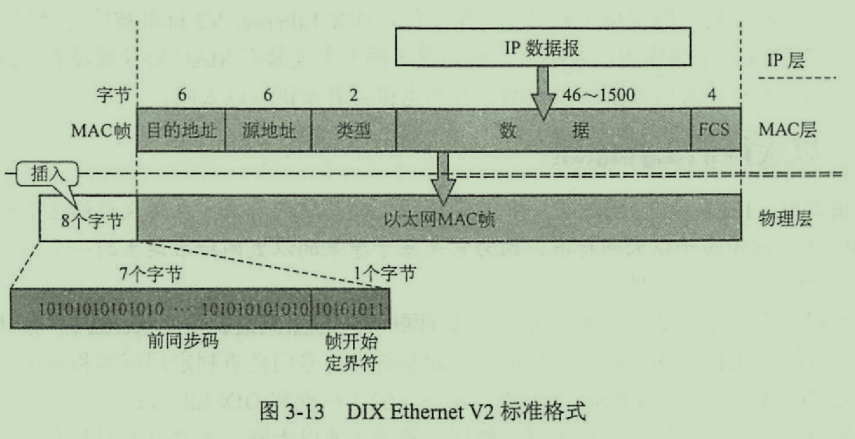 IP 数据报
IP 层
字节 6 6 2 46～1500 4
MAC帧 目的地址 源地址 类型 数 据 FCS MAC层
插入
8个字节 以太网MAC帧 物理层
7个字节 1个字节
10101010101010 ··· 101010101010 10101011
前同步码 帧开始
定界符
图 3-13 DIX Ethernet V2 标准格式